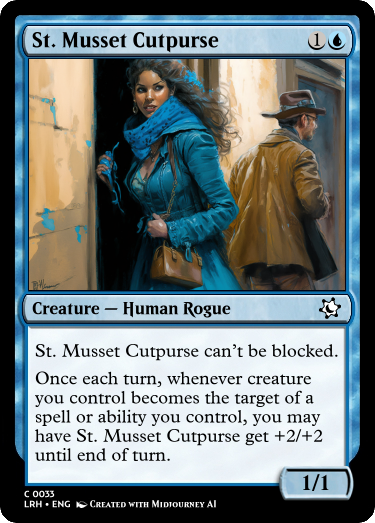 St. Musset Cutpurse
1
Creature — Human Rogue
St. Musset Cutpurse can't be blocked.
Once each turn, whenever creature
you control becomes the target of a
spell or ability you control, you may
have St. Musset Cutpurse get +2/+2
until end of turn.
1/1
C 0033
LRH • ENG Created with Midjourney AI